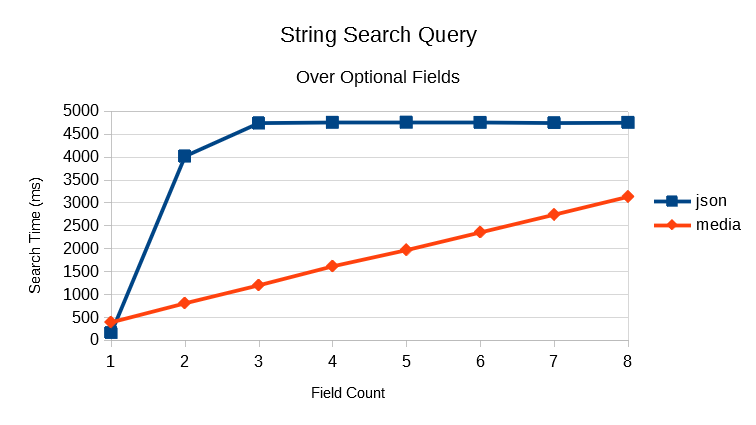 String Search Query
Over Optional Fields
5000
4500
4000
3500
3000
2500
2000
1500
1000
500
0
Search Time (ms)
1 2 3 4 5 6 7 8
Field Count
json
media